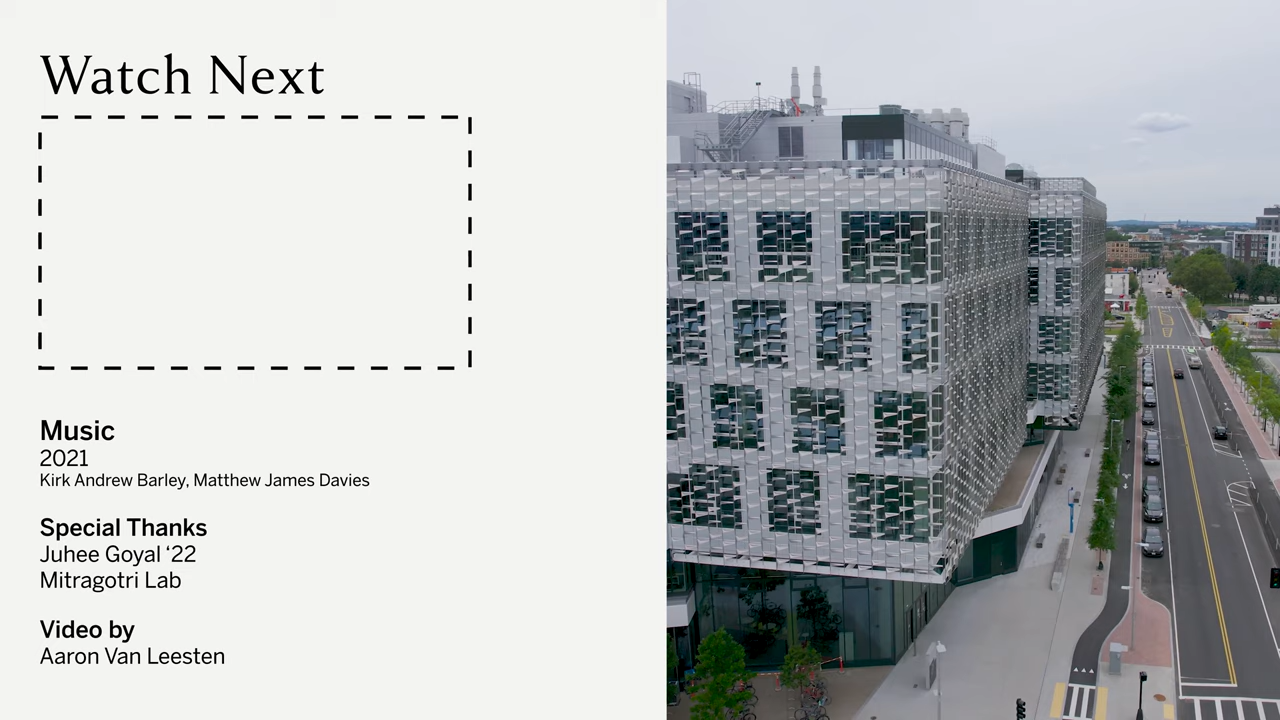 Watch Next
Music
2021
Kirk Andrew Barley, Matthew James Davies
Special Thanks
Juhee Goyal ‘22
Mitragotri Lab
Video by
Aaron Van Leesten